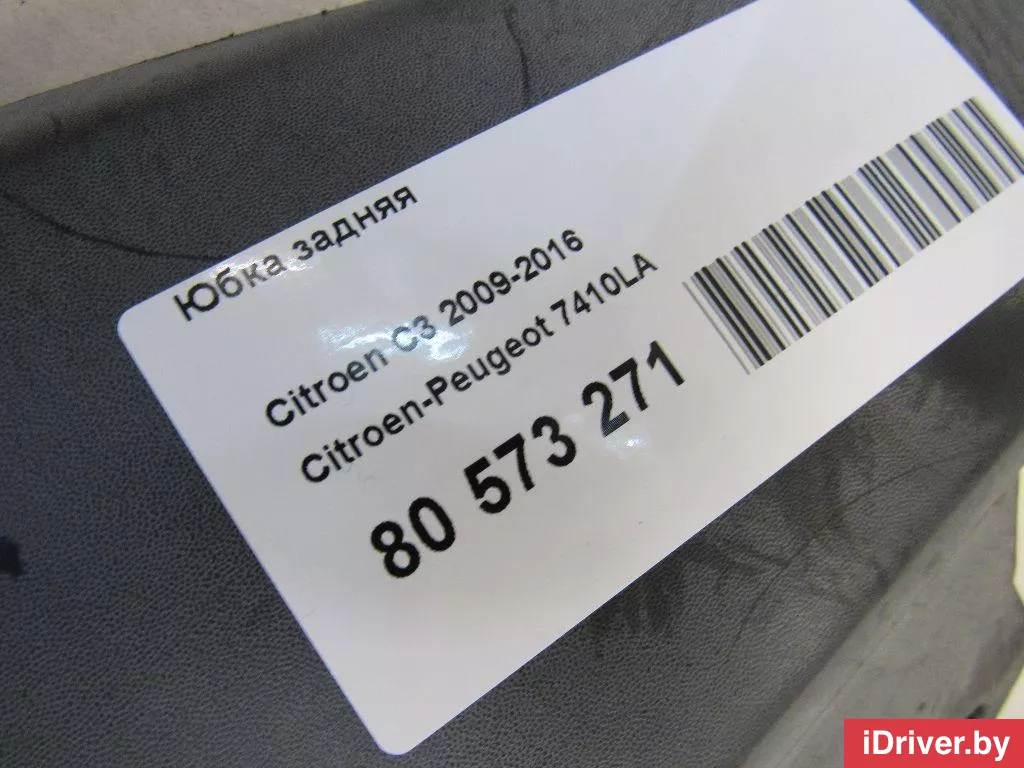 Юбка задняя
Citroen C3 2009-2016
Citroen-Peugeot 7410LA
80 573 271
iDriver.by